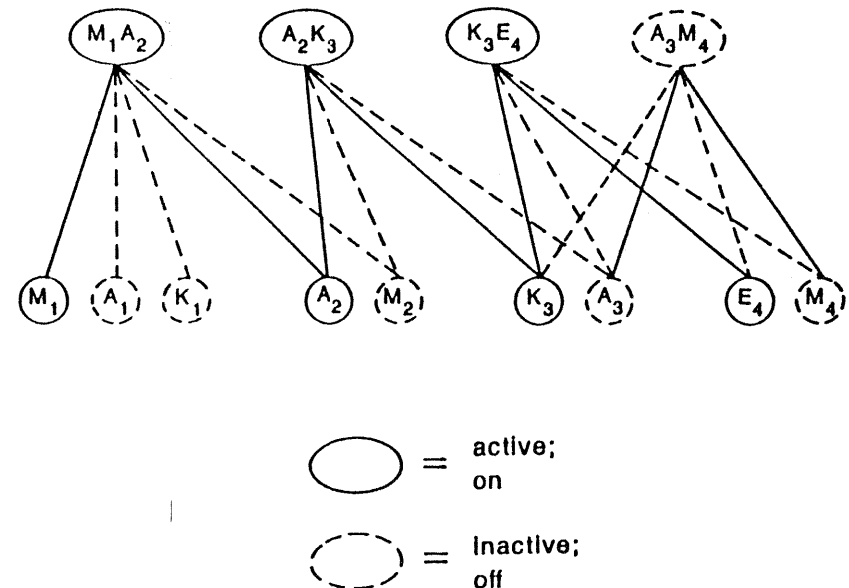 M₁A₂ A₂K₃ K₃E₄ A₃M₄
M₁ A₁ K₁ A₂ M₂ K₃ A₃ E₄ M₄
= active;
on
= Inactive;
off